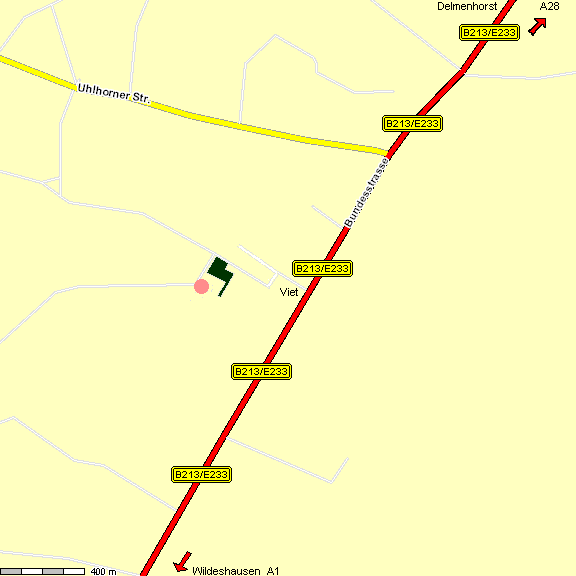 Delmenhorst A28
B213/E233
Uhlhorner Str.
B213/E233
Bundesstrasse
B213/E233
Viet
B213/E233
B213/E233
400 m
Wildeshausen A1